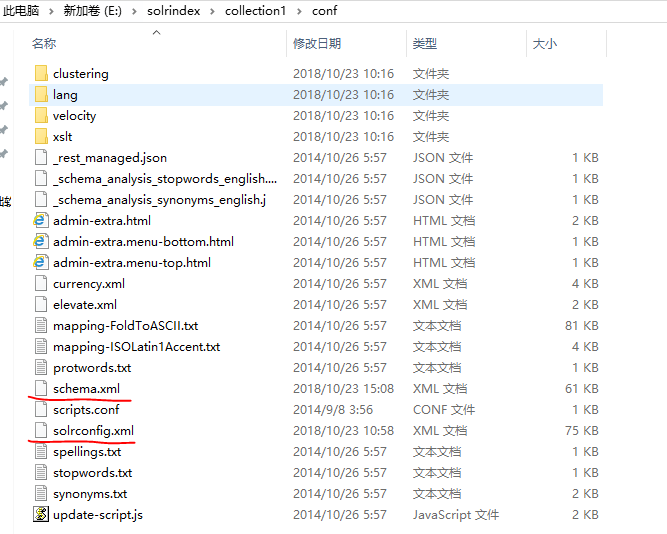 此电脑 > 新加卷 (E:) > solrindex > collection1 > conf
名称 修改日期 类型 大小
clustering 2018/10/23 10:16 文件夹
lang 2018/10/23 10:16 文件夹
velocity 2018/10/23 10:16 文件夹
xslt 2018/10/23 10:16 文件夹
_rest_managed.json 2014/10/26 5:57 JSON 文件 1 KB
_schema_analysis_stopwords_english.... 2014/10/26 5:57 JSON 文件 1 KB
_schema_analysis_synonyms_english.j 2014/10/26 5:57 JSON 文件 1 KB
admin-extra.html 2014/10/26 5:57 HTML 文档 2 KB
admin-extra.menu-bottom.html 2014/10/26 5:57 HTML 文档 1 KB
admin-extra.menu-top.html 2014/10/26 5:57 HTML 文档 1 KB
currency.xml 2014/10/26 5:57 XML 文档 4 KB
elevate.xml 2014/10/26 5:57 XML 文档 2 KB
mapping-FoldToASCII.txt 2014/10/26 5:57 文本文档 81 KB
mapping-ISOLatin1Accent.txt 2014/10/26 5:57 文本文档 4 KB
protwords.txt 2014/10/26 5:57 文本文档 1 KB
schema.xml 2018/10/23 15:08 XML 文档 61 KB
scripts.conf 2014/9/8 3:56 CONF 文件 1 KB
solrconfig.xml 2018/10/23 10:58 XML 文档 75 KB
spellings.txt 2014/10/26 5:57 文本文档 1 KB
stopwords.txt 2014/10/26 5:57 文本文档 1 KB
synonyms.txt 2014/10/26 5:57 文本文档 2 KB
update-script.js 2014/10/26 5:57 JavaScript 文件 2 KB